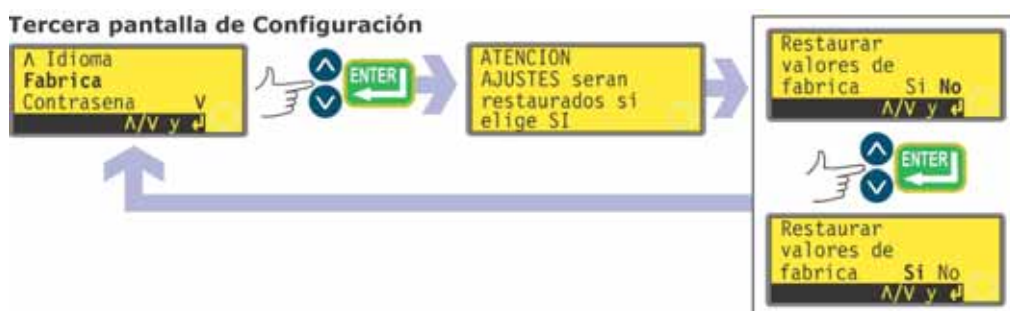 Tercera pantalla de Configuración
Λ Idioma
Fabrica
Contrasena V
Λ/V y ↵
ENTER
ATENCION
AJUSTES seran
restaurados si
elige SI
Restaurar
valores de
fabrica Si No
Λ/V y ↵
ENTER
Restaurar
valores de
fabrica Si No
Λ/V y ↵